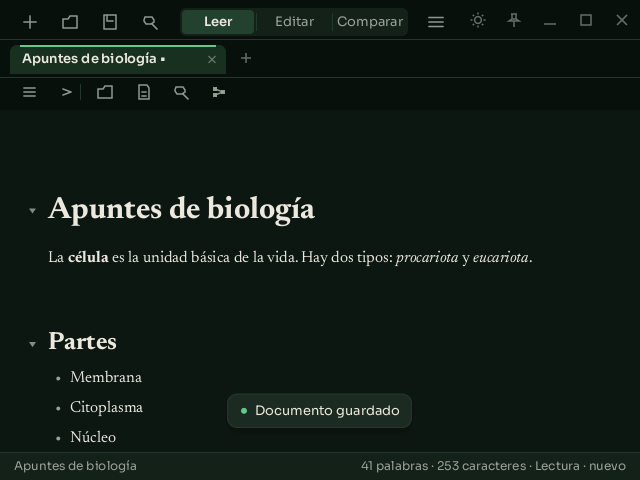 Leer Editar Comparar
Apuntes de biología
Apuntes de biología
La célula es la unidad básica de la vida. Hay dos tipos: procariota y eucariota.
Partes
• Membrana
• Citoplasma
• Núcleo
Documento guardado
Apuntes de biología 41 palabras · 253 caracteres · Lectura · nuevo